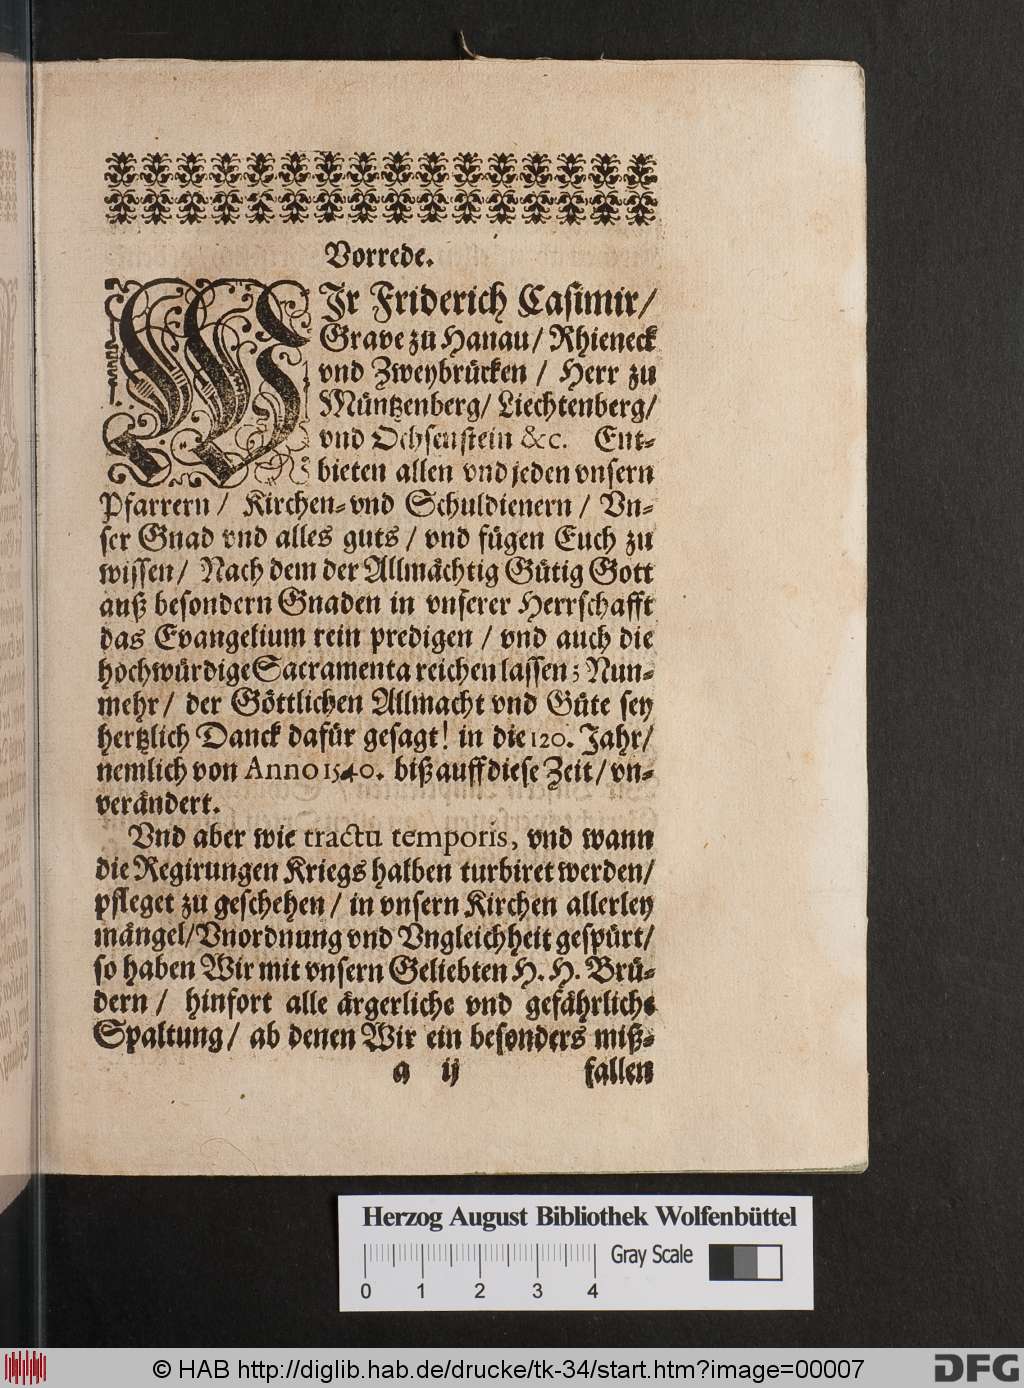 Vorrede.
WJr Friderich Casimir/
Grave zu Hanau/ Rhieneck
vnd Zweybrücken / Herr zu
Müntzenberg/ Liechtenberg/
vnd Ochsenstein &c. Ent-
bieten allen vnd jeden vnsern
Pfarrern / Kirchen- vnd Schuldienern / Vn-
ser Gnad vnd alles guts / vnd fügen Euch zu
wissen/ Nach dem der Allmächtig Gütig Gott
auß besondern Gnaden in vnserer Herrschafft
das Evangelium rein predigen / vnd auch die
hochwürdige Sacramenta reichen lassen; Nun-
mehr/ der Göttlichen Allmacht vnd Güte sey
hertzlich Danck dafür gesagt! in die 120. Jahr/
nemlich von Anno 1540. biß auff diese Zeit/ vn-
verändert.
Vnd aber wie tractu temporis, vnd wann
die Regirungen Kriegs halben turbiret werden/
pfleget zu geschehen / in vnsern Kirchen allerley
mängel/ Vnordnung vnd Vngleichheit gespürt/
so haben Wir mit vnsern Geliebten H. H. Brü-
dern / hinfort alle ärgerliche vnd gefährliche
Spaltung/ ab denen Wir ein besonders miß-
a ij fallen
Herzog August Bibliothek Wolfenbüttel
Gray Scale
0 1 2 3 4
© HAB http://diglib.hab.de/drucke/tk-34/start.htm?image=00007
DFG